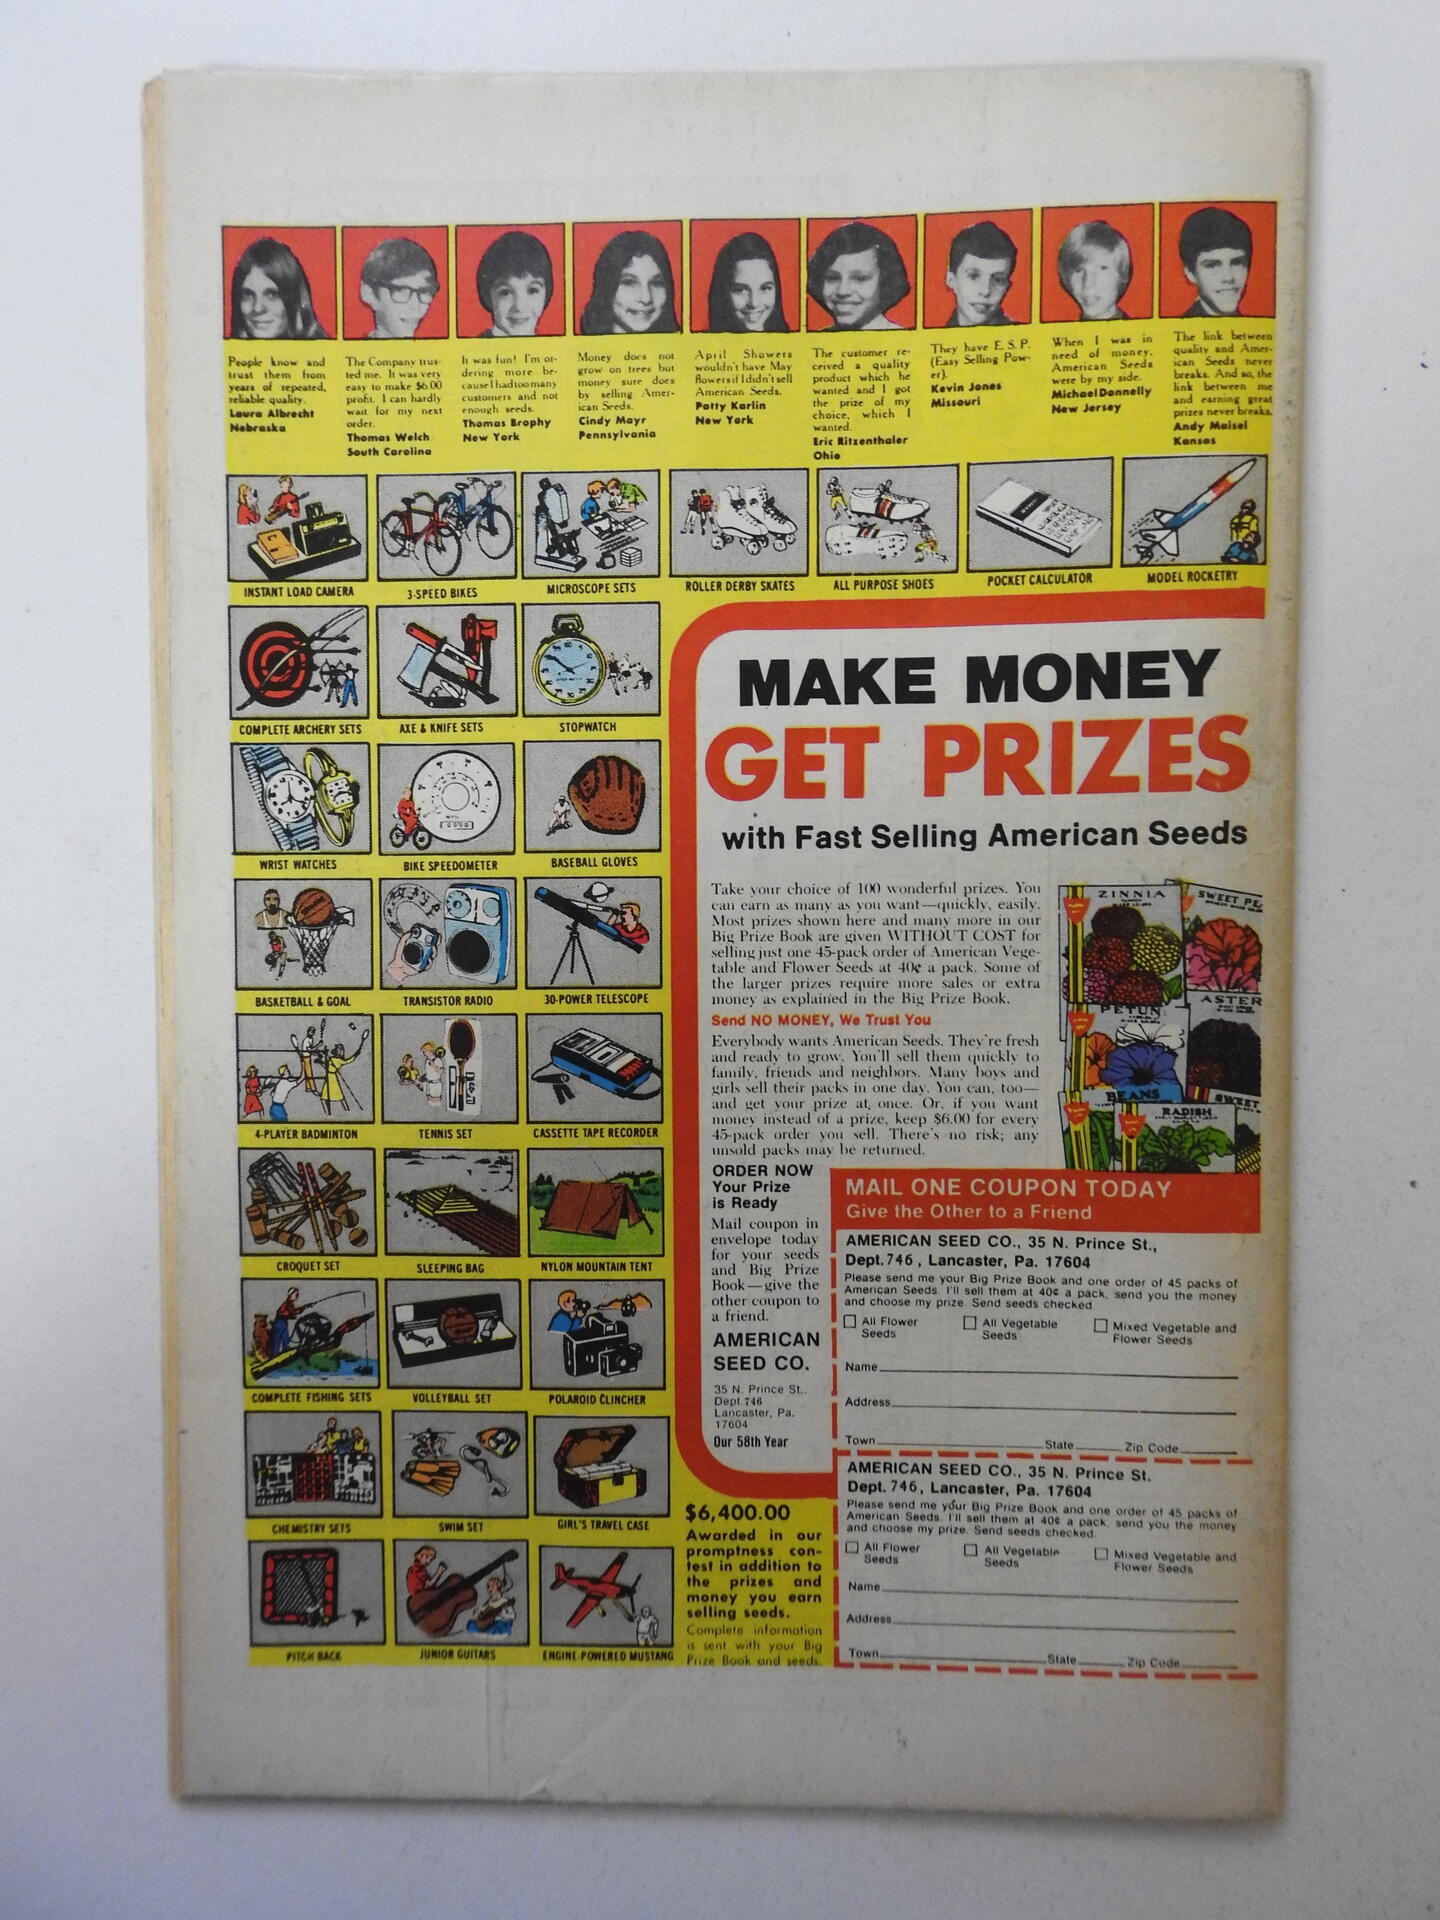 People know and
trust them from
years of repeated,
reliable quality.
Laura Albrecht
Nebraska
The Company trus-
ted me. It was very
easy to make $6.00
profit. I can hardly
wait for my next
order.
Thomas Welch
South Carolina
It was fun! I'm or-
dering more be-
cause I had too many
customers and not
enough seeds.
Thomas Brophy
New York
Money does not
grow on trees but
money sure does
by selling Amer-
ican Seeds.
Cindy Mayr
Pennsylvania
April Showers
wouldn't have May
flowers if I didn't sell
American Seeds.
Patty Karlin
New York
The customer re-
ceived a quality
product which he
wanted and I got
the prize of my
choice, which I
wanted.
Eric Ritzenthaler
Ohio
They have E.S.P.
(Easy Selling Pow-
er).
Kevin Jones
Missouri
When I was in
need of money,
American Seeds
were by my side.
Michael Donnelly
New Jersey
The link between
quality and Amer-
ican Seeds never
breaks. And so, the
link between me
and earning great
prizes never breaks.
Andy Maisel
Kansas
INSTANT LOAD CAMERA
3-SPEED BIKES
MICROSCOPE SETS
ROLLER DERBY SKATES
ALL PURPOSE SHOES
POCKET CALCULATOR
MODEL ROCKETRY
COMPLETE ARCHERY SETS
AXE & KNIFE SETS
STOPWATCH
WRIST WATCHES
BIKE SPEEDOMETER
BASEBALL GLOVES
BASKETBALL & GOAL
TRANSISTOR RADIO
30-POWER TELESCOPE
4-PLAYER BADMINTON
TENNIS SET
CASSETTE TAPE RECORDER
CROQUET SET
SLEEPING BAG
NYLON MOUNTAIN TENT
COMPLETE FISHING SETS
VOLLEYBALL SET
POLAROID CLINCHER
CHEMISTRY SETS
SWIM SET
GIRL'S TRAVEL CASE
PITCH BACK
JUNIOR GUITARS
ENGINE-POWERED MUSTANG
MAKE MONEY
GET PRIZES
with Fast Selling American Seeds
Take your choice of 100 wonderful prizes. You
can earn as many as you want—quickly, easily.
Most prizes shown here and many more in our
Big Prize Book are given WITHOUT COST for
selling just one 45-pack order of American Vege-
table and Flower Seeds at 40¢ a pack. Some of
the larger prizes require more sales or extra
money as explained in the Big Prize Book.
Send NO MONEY, We Trust You
Everybody wants American Seeds. They're fresh
and ready to grow. You'll sell them quickly to
family, friends and neighbors. Many boys and
girls sell their packs in one day. You can, too—
and get your prize at once. Or, if you want
money instead of a prize, keep $6.00 for every
45-pack order you sell. There's no risk; any
unsold packs may be returned.
ZINNIA
SWEET PE
ASTER
PETUN
BEANS
RADISH
SWEET
ORDER NOW
Your Prize
is Ready
Mail coupon in
envelope today
for your seeds
and Big Prize
Book—give the
other coupon to
a friend.
AMERICAN
SEED CO.
35 N. Prince St.,
Dept.746
Lancaster, Pa.
17604
Our 58th Year
MAIL ONE COUPON TODAY
Give the Other to a Friend
AMERICAN SEED CO., 35 N. Prince St.,
Dept. 746, Lancaster, Pa. 17604
Please send me your Big Prize Book and one order of 45 packs of
American Seeds. I'll sell them at 40¢ a pack, send you the money
and choose my prize. Send seeds checked.
All Flower
Seeds
All Vegetable
Seeds
Mixed Vegetable and
Flower Seeds
Name
Address
Town State Zip Code
AMERICAN SEED CO., 35 N. Prince St.
Dept. 746, Lancaster, Pa. 17604
Please send me your Big Prize Book and one order of 45 packs of
American Seeds. I'll sell them at 40¢ a pack, send you the money
and choose my prize. Send seeds checked.
All Flower
Seeds
All Vegetable
Seeds
Mixed Vegetable and
Flower Seeds
Name
Address
Town State Zip Code
$6,400.00
Awarded in our
promptness con-
test in addition to
the prizes and
money you earn
selling seeds.
Complete information
is sent with your Big
Prize Book and seeds.